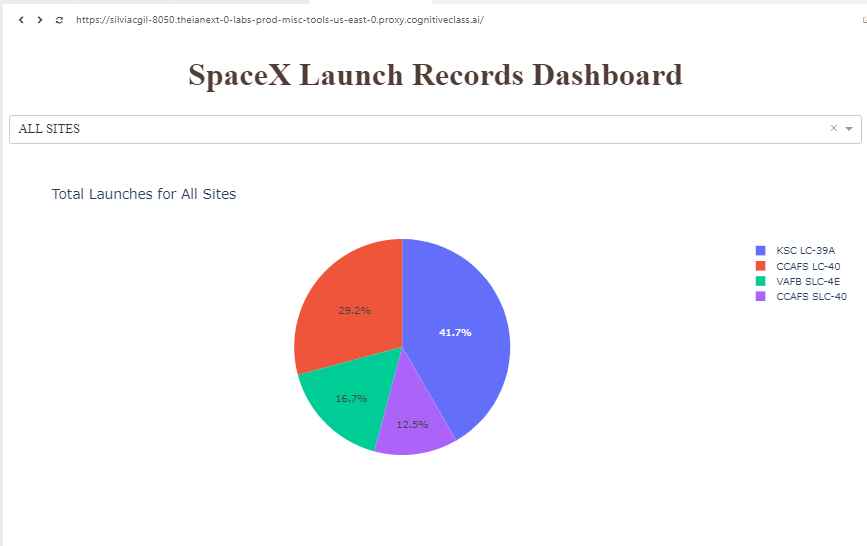 https://silviacgil-8050.theianext-0-labs-prod-misc-tools-us-east-0.proxy.cognitiveclass.ai/
SpaceX Launch Records Dashboard
ALL SITES
Total Launches for All Sites
KSC LC-39A
CCAFS LC-40
VAFB SLC-4E
CCAFS SLC-40
29.2%
41.7%
16.7%
12.5%